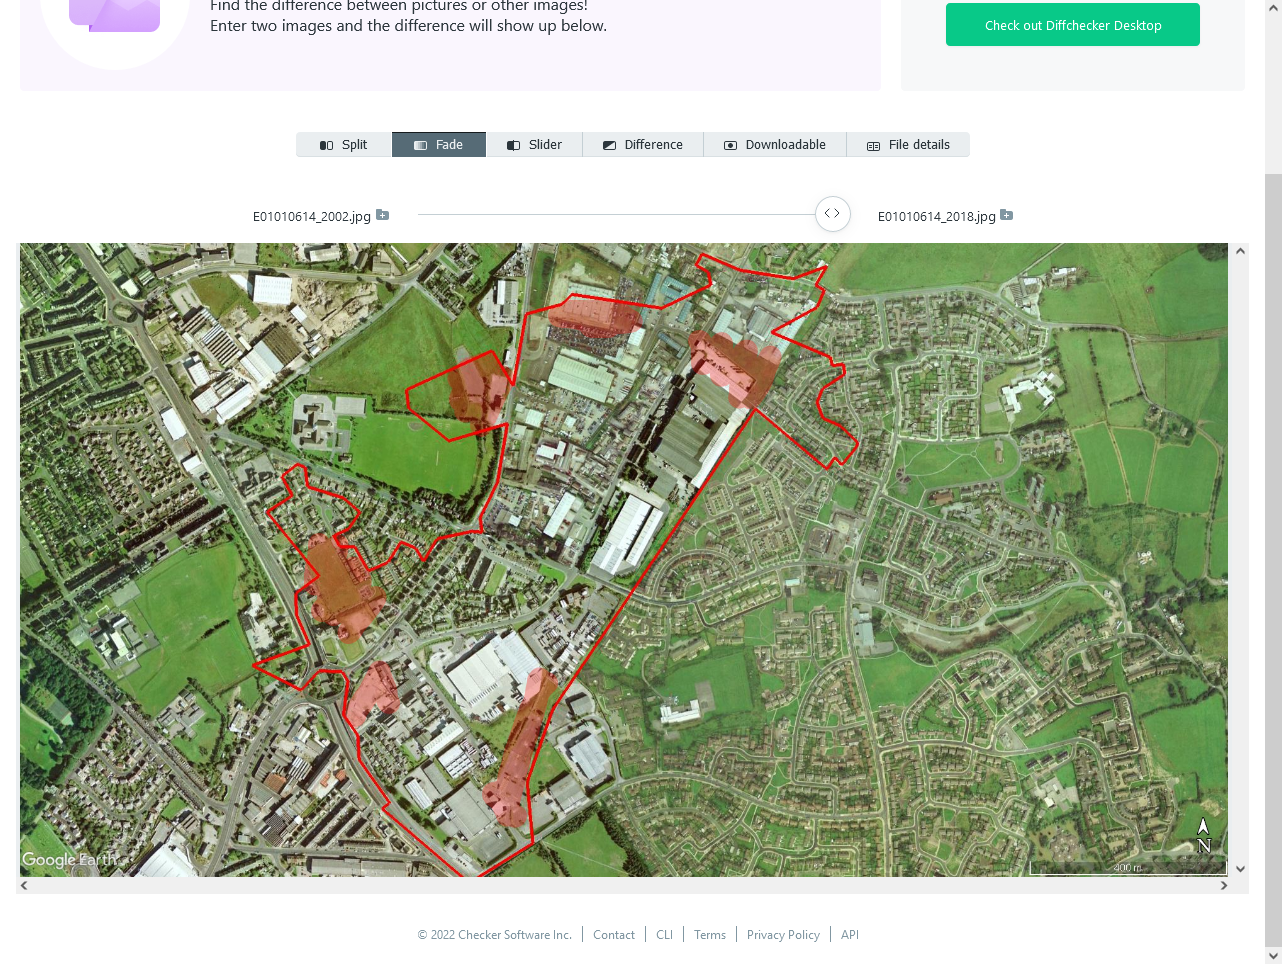 Find the difference between pictures or other images!
Enter two images and the difference will show up below.
Check out Diffchecker Desktop
Split
Fade
Slider
Difference
Downloadable
File details
E01010614_2002.jpg
E01010614_2018.jpg
Google Earth
N
400 m
© 2022 Checker Software Inc.
Contact
CLI
Terms
Privacy Policy
API